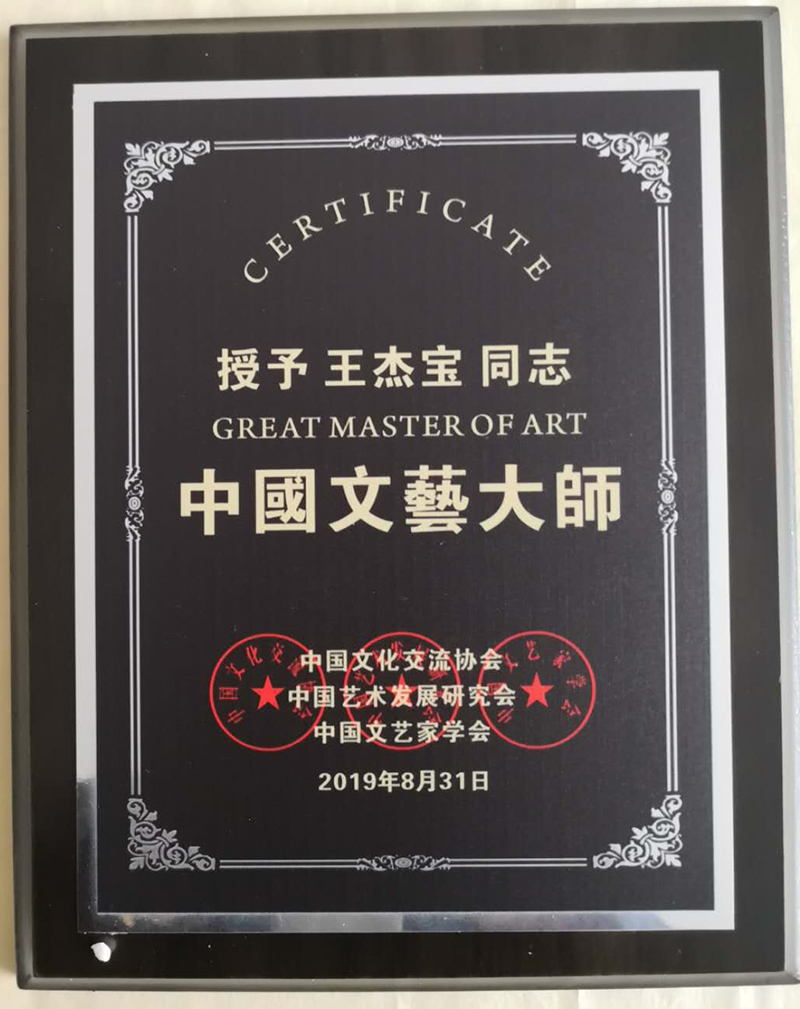 CERTIFICATE
授予 王杰宝 同志
GREAT MASTER OF ART
中國文藝大師
中国文化交流协会
中国艺术发展研究会
中国文艺家学会
2019年8月31日